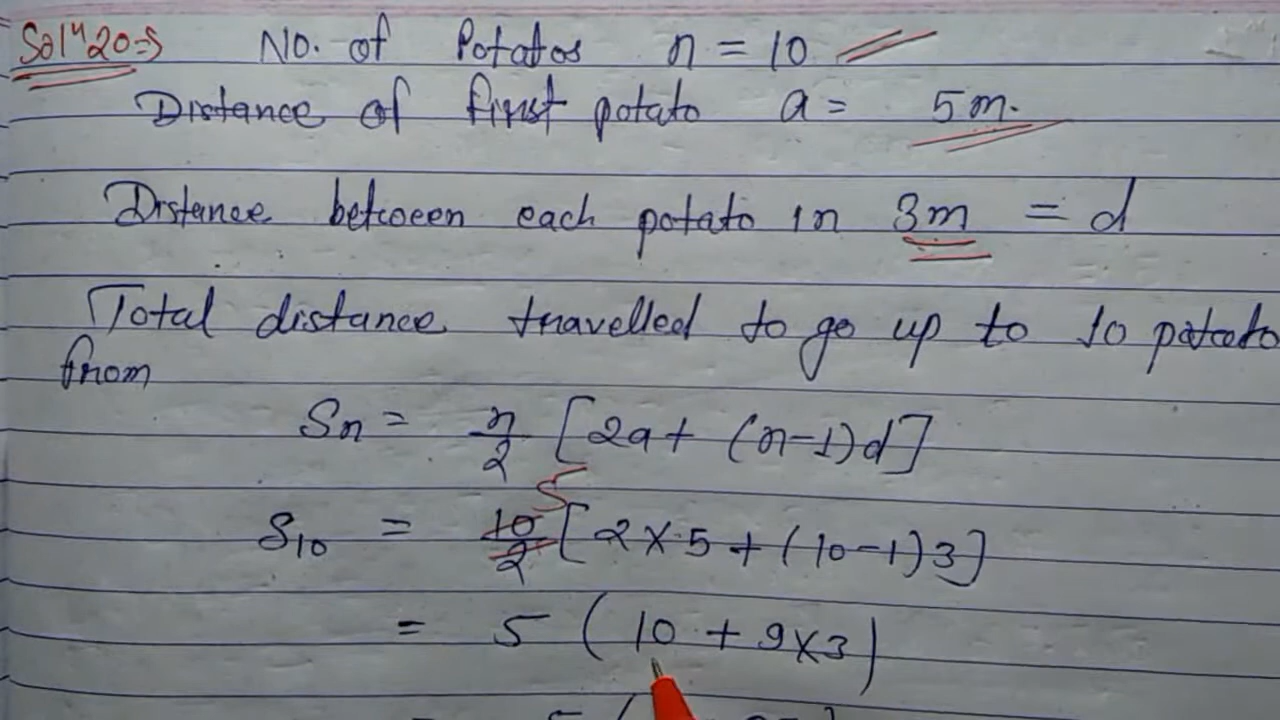 Solⁿ 20⇒ No. of Potatos n = 10
Distance of first potato a = 5m.
Distance between each potato in 3m = d
Total distance travelled to go up to 10 potato
from
Sn = n/2 [2a + (n-1)d]
S10 = 10/2 5 [2×5 + (10-1)3]
= 5 (10 + 9×3)